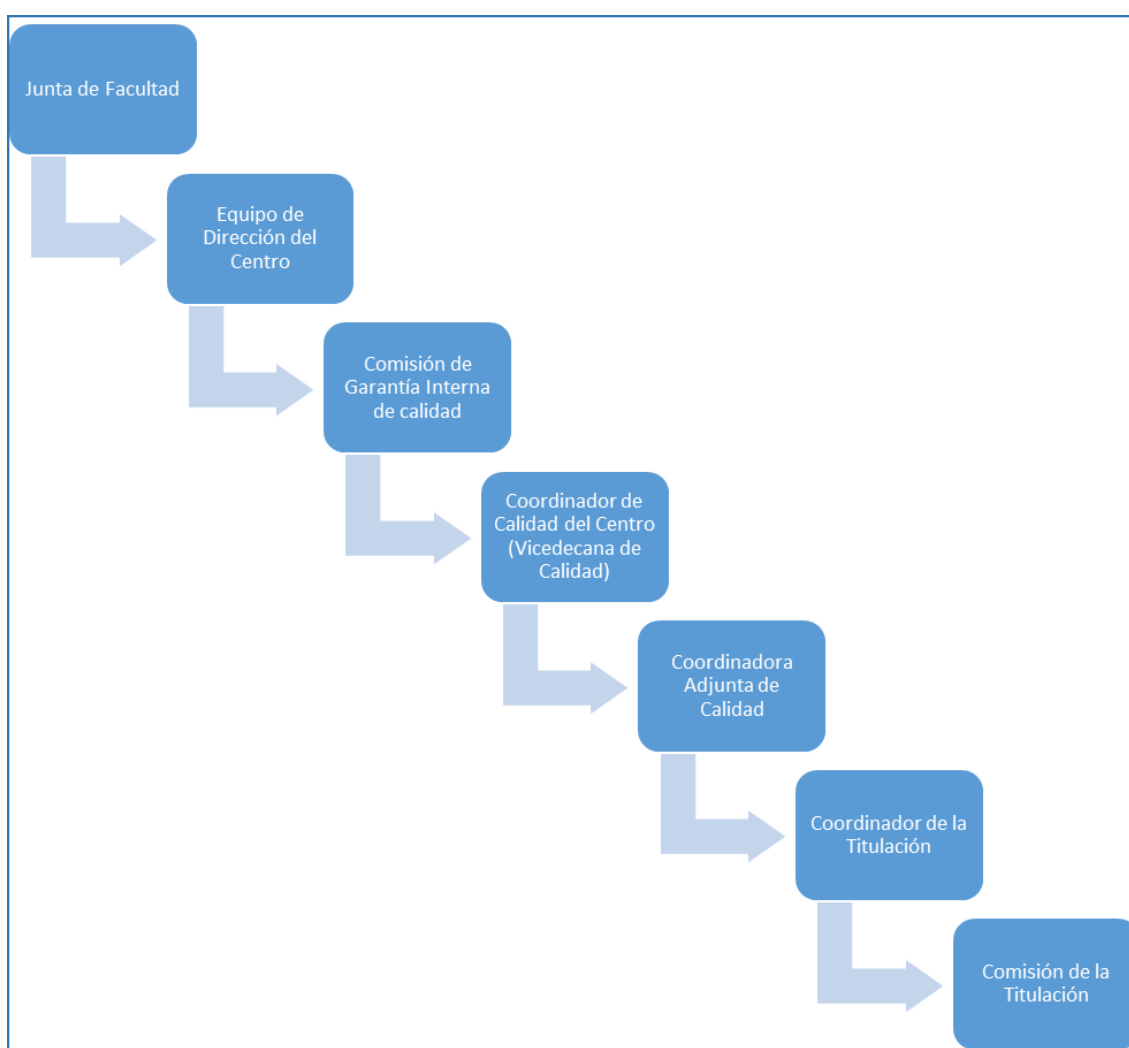 Junta de Facultad
Equipo de
Dirección del
Centro
Comisión de
Garantía Interna
de calidad
Coordinador de
Calidad del Centro
(Vicedecana de
Calidad)
Coordinadora
Adjunta de
Calidad
Coordinador de la
Titulación
Comisión de la
Titulación